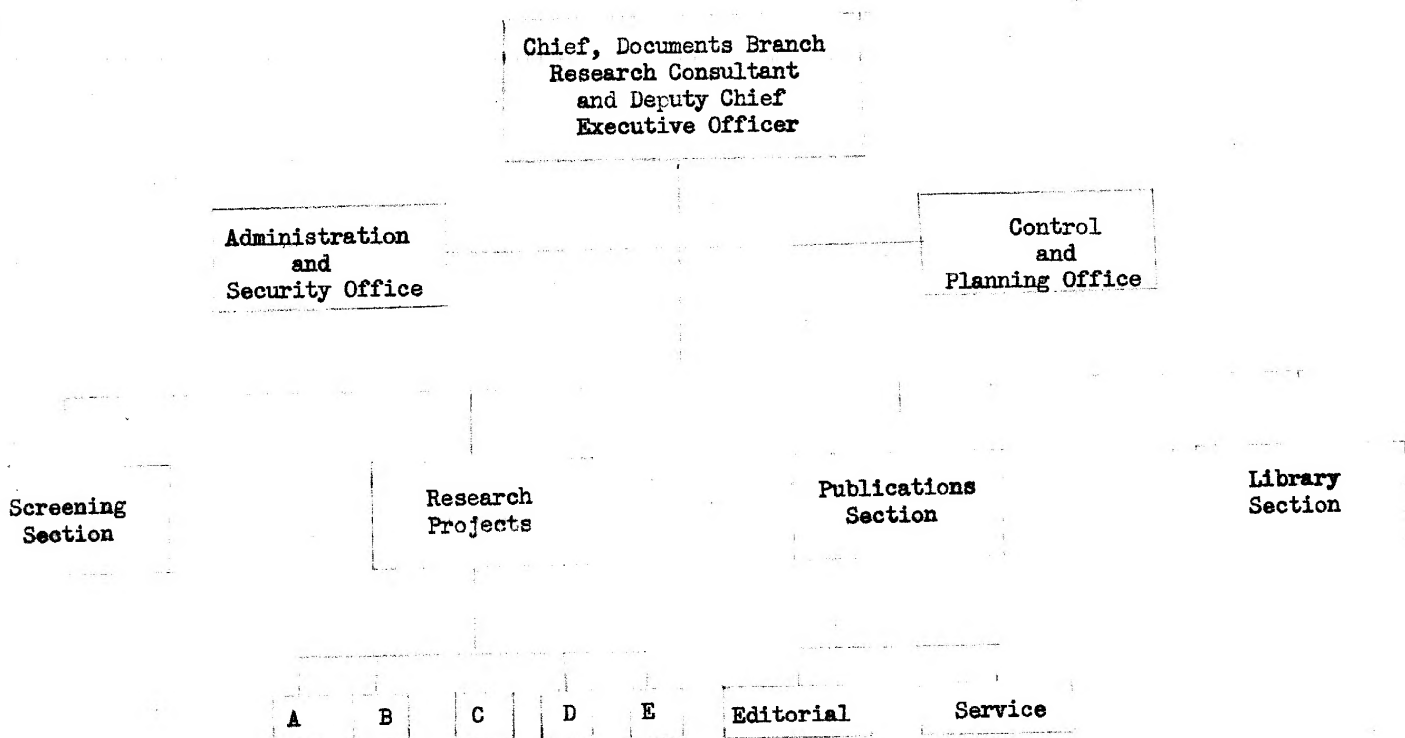 Chief, Documents Branch
Research Consultant
and Deputy Chief
Executive Officer
Administration
and
Security Office
Control
and
Planning Office
Screening
Section
Research
Projects
Publications
Section
Library
Section
A
B
C
D
E
Editorial
Service